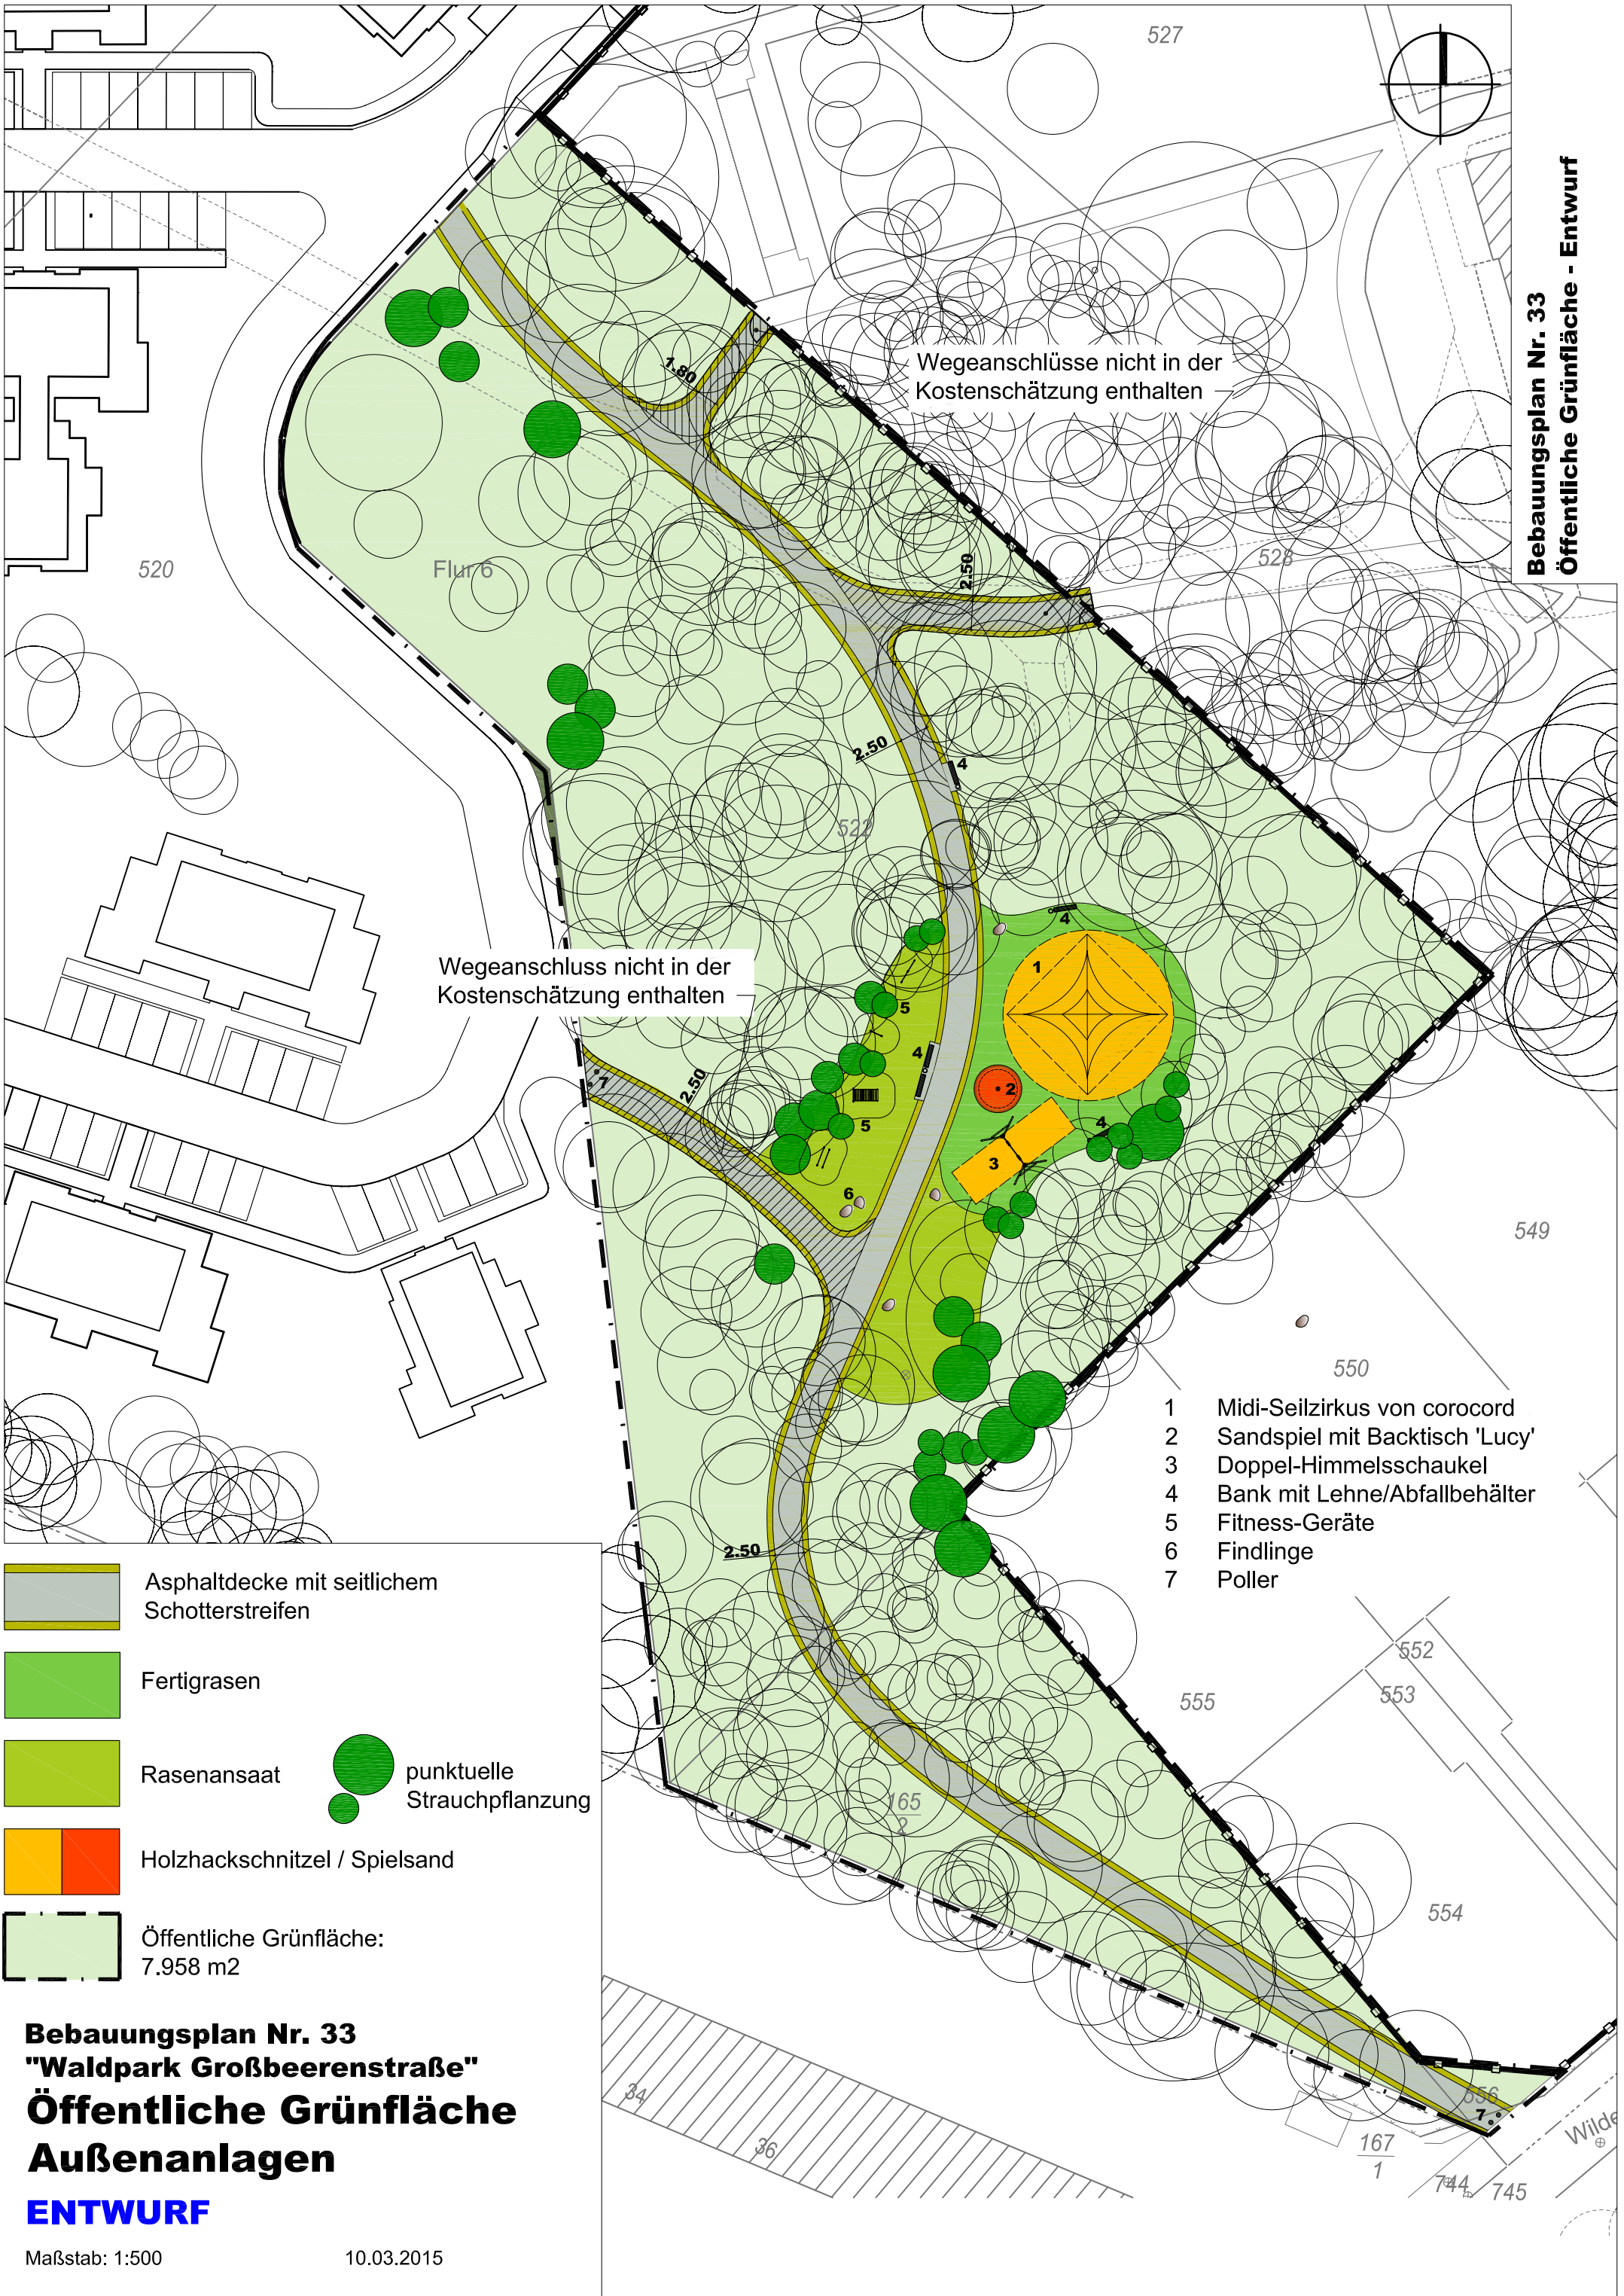 527
Bebauungsplan Nr. 33
Öffentliche Grünfläche - Entwurf
Wegeanschlüsse nicht in der
Kostenschätzung enthalten
1.80
528
520
Flur 6
2.50
2.50
4
522
4
1
Wegeanschluss nicht in der
Kostenschätzung enthalten
5
4
7
2.50
2
5
4
3
6
549
550
1 Midi-Seilzirkus von corocord
2 Sandspiel mit Backtisch 'Lucy'
3 Doppel-Himmelsschaukel
4 Bank mit Lehne/Abfallbehälter
5 Fitness-Geräte
6 Findlinge
7 Poller
2.50
552
553
555
554
165
2
556
7
167
1
744
745
Wilde
34
36
Asphaltdecke mit seitlichem
Schotterstreifen
Fertigrasen
Rasenansaat
punktuelle
Strauchpflanzung
Holzhackschnitzel / Spielsand
Öffentliche Grünfläche:
7.958 m2
Bebauungsplan Nr. 33
"Waldpark Großbeerenstraße"
Öffentliche Grünfläche
Außenanlagen
ENTWURF
Maßstab: 1:500 10.03.2015